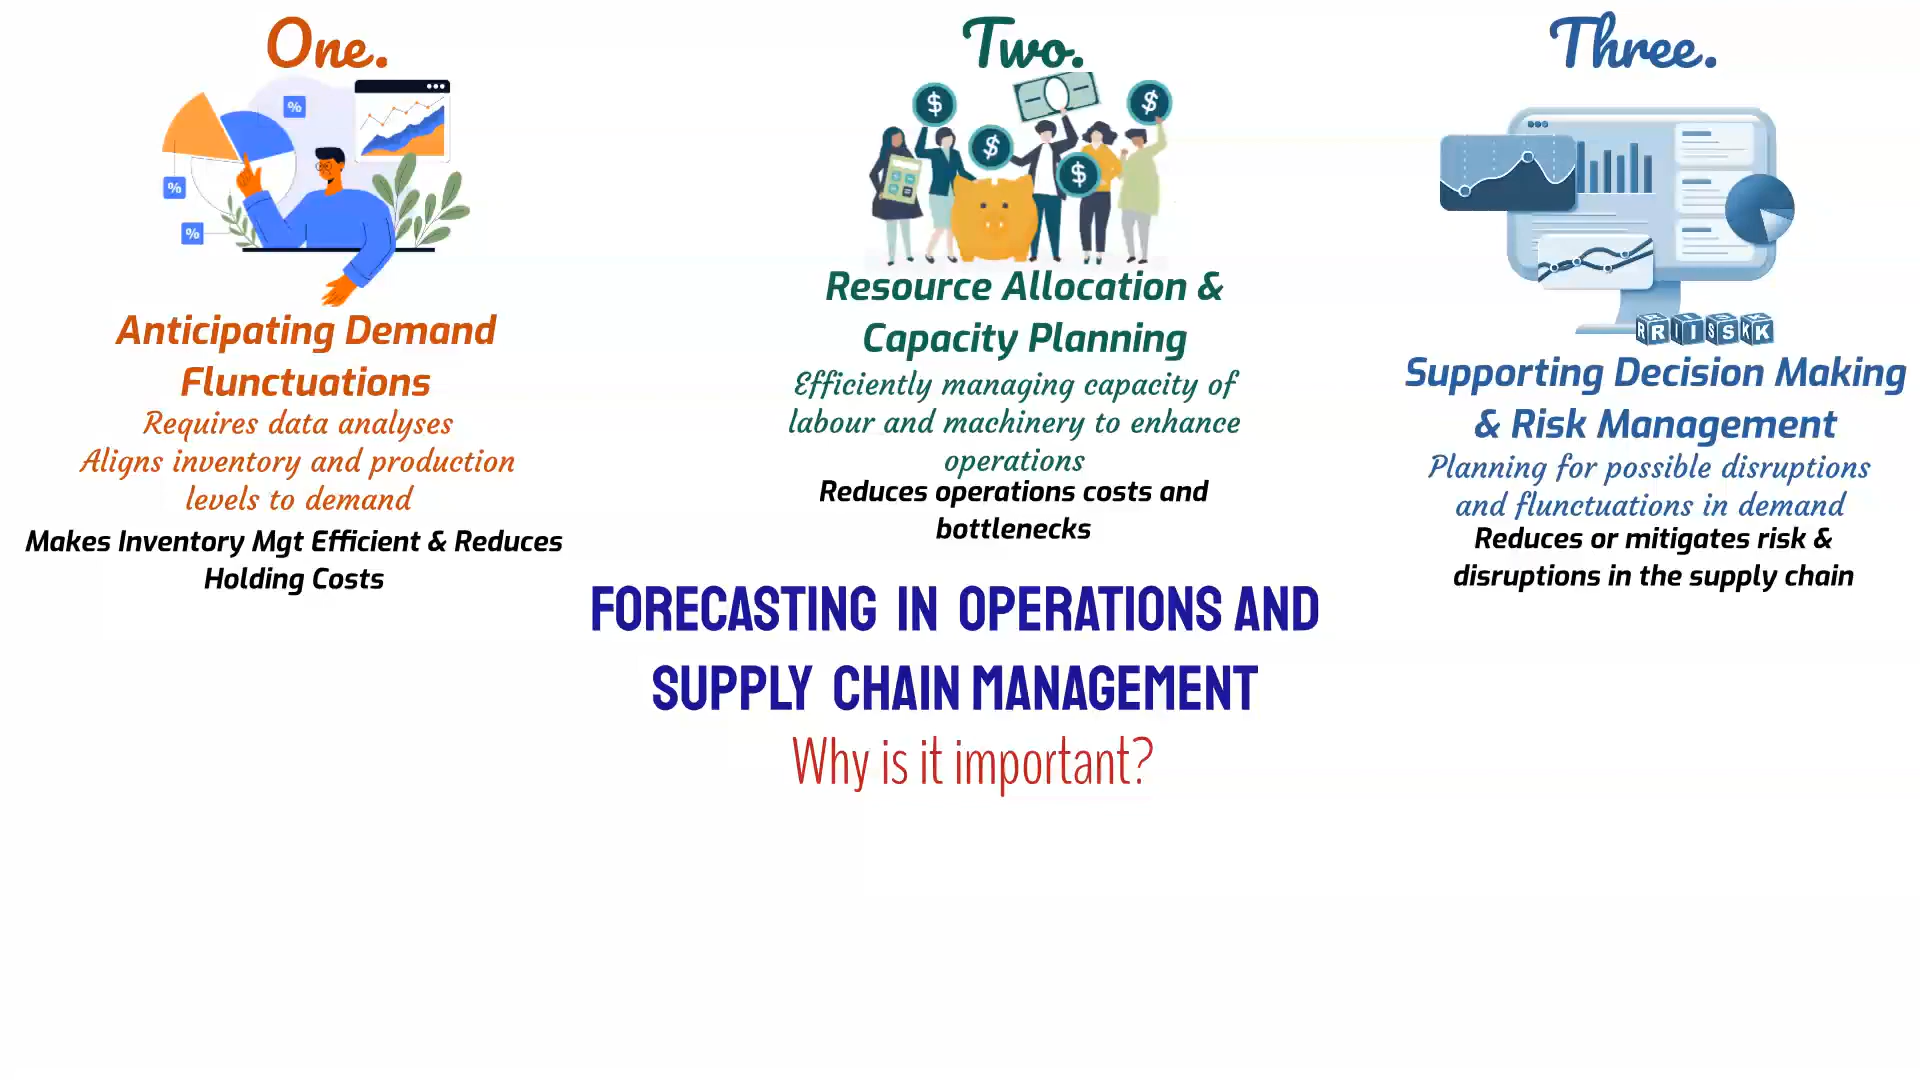 One.
Anticipating Demand
Flunctuations
Requires data analyses
Aligns inventory and production
levels to demand
Makes Inventory Mgt Efficient & Reduces
Holding Costs
Two.
Resource Allocation &
Capacity Planning
Efficiently managing capacity of
labour and machinery to enhance
operations
Reduces operations costs and
bottlenecks
Three.
RISK
Supporting Decision Making
& Risk Management
Planning for possible disruptions
and flunctuations in demand
Reduces or mitigates risk &
disruptions in the supply chain
FORECASTING IN OPERATIONS AND
SUPPLY CHAIN MANAGEMENT
Why is it important?
%
%
%
$
$
$
$